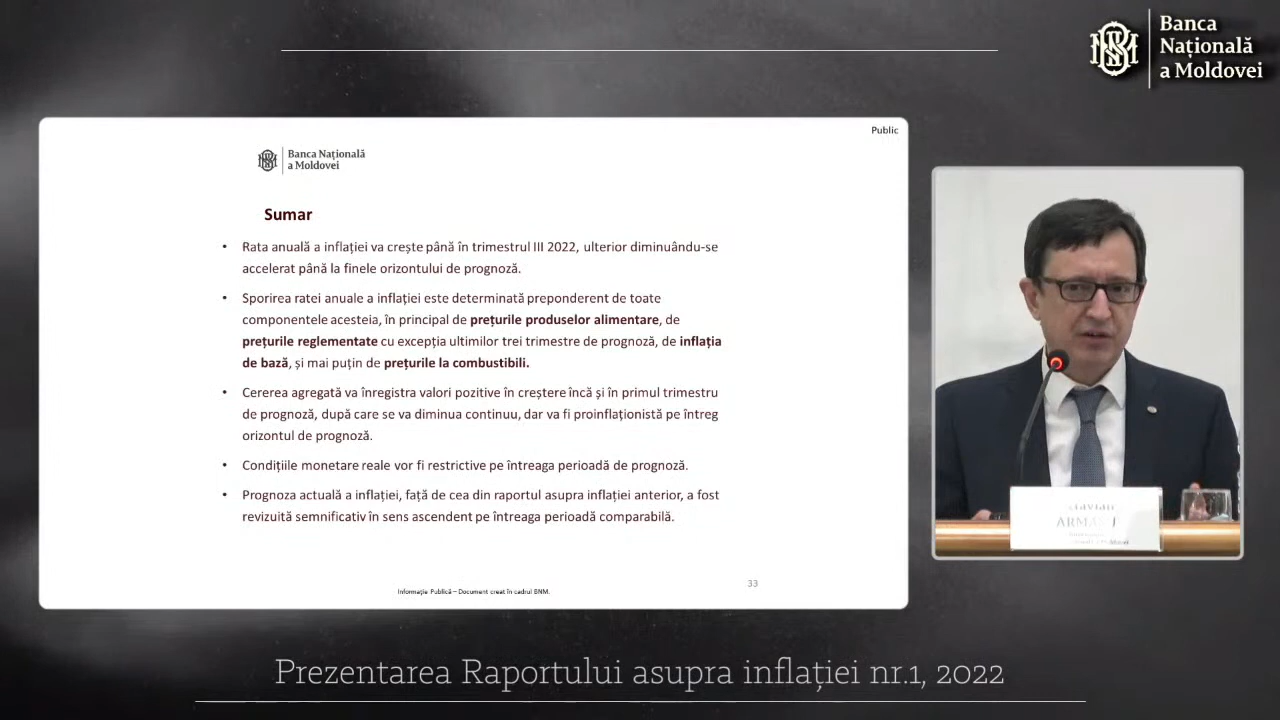 Banca
Națională
a Moldovei
Public
Banca Națională
a Moldovei
Sumar
• Rata anuală a inflației va crește până în trimestrul III 2022, ulterior diminuându-se
accelerat până la finele orizontului de prognoză.
• Sporirea ratei anuale a inflației este determinată preponderent de toate
componentele acesteia, în principal de prețurile produselor alimentare, de
prețurile reglementate cu excepția ultimilor trei trimestre de prognoză, de inflația
de bază, și mai puțin de prețurile la combustibili.
• Cererea agregată va înregistra valori pozitive în creștere încă și în primul trimestru
de prognoză, după care se va diminua continuu, dar va fi proinflaționistă pe întreg
orizontul de prognoză.
• Condițiile monetare reale vor fi restrictive pe întreaga perioadă de prognoză.
• Prognoza actuală a inflației, față de cea din raportul asupra inflației anterior, a fost
revizuită semnificativ în sens ascendent pe întreaga perioadă comparabilă.
33
Informație Publică – Document creat în cadrul BNM.
Prezentarea Raportului asupra inflației nr.1, 2022